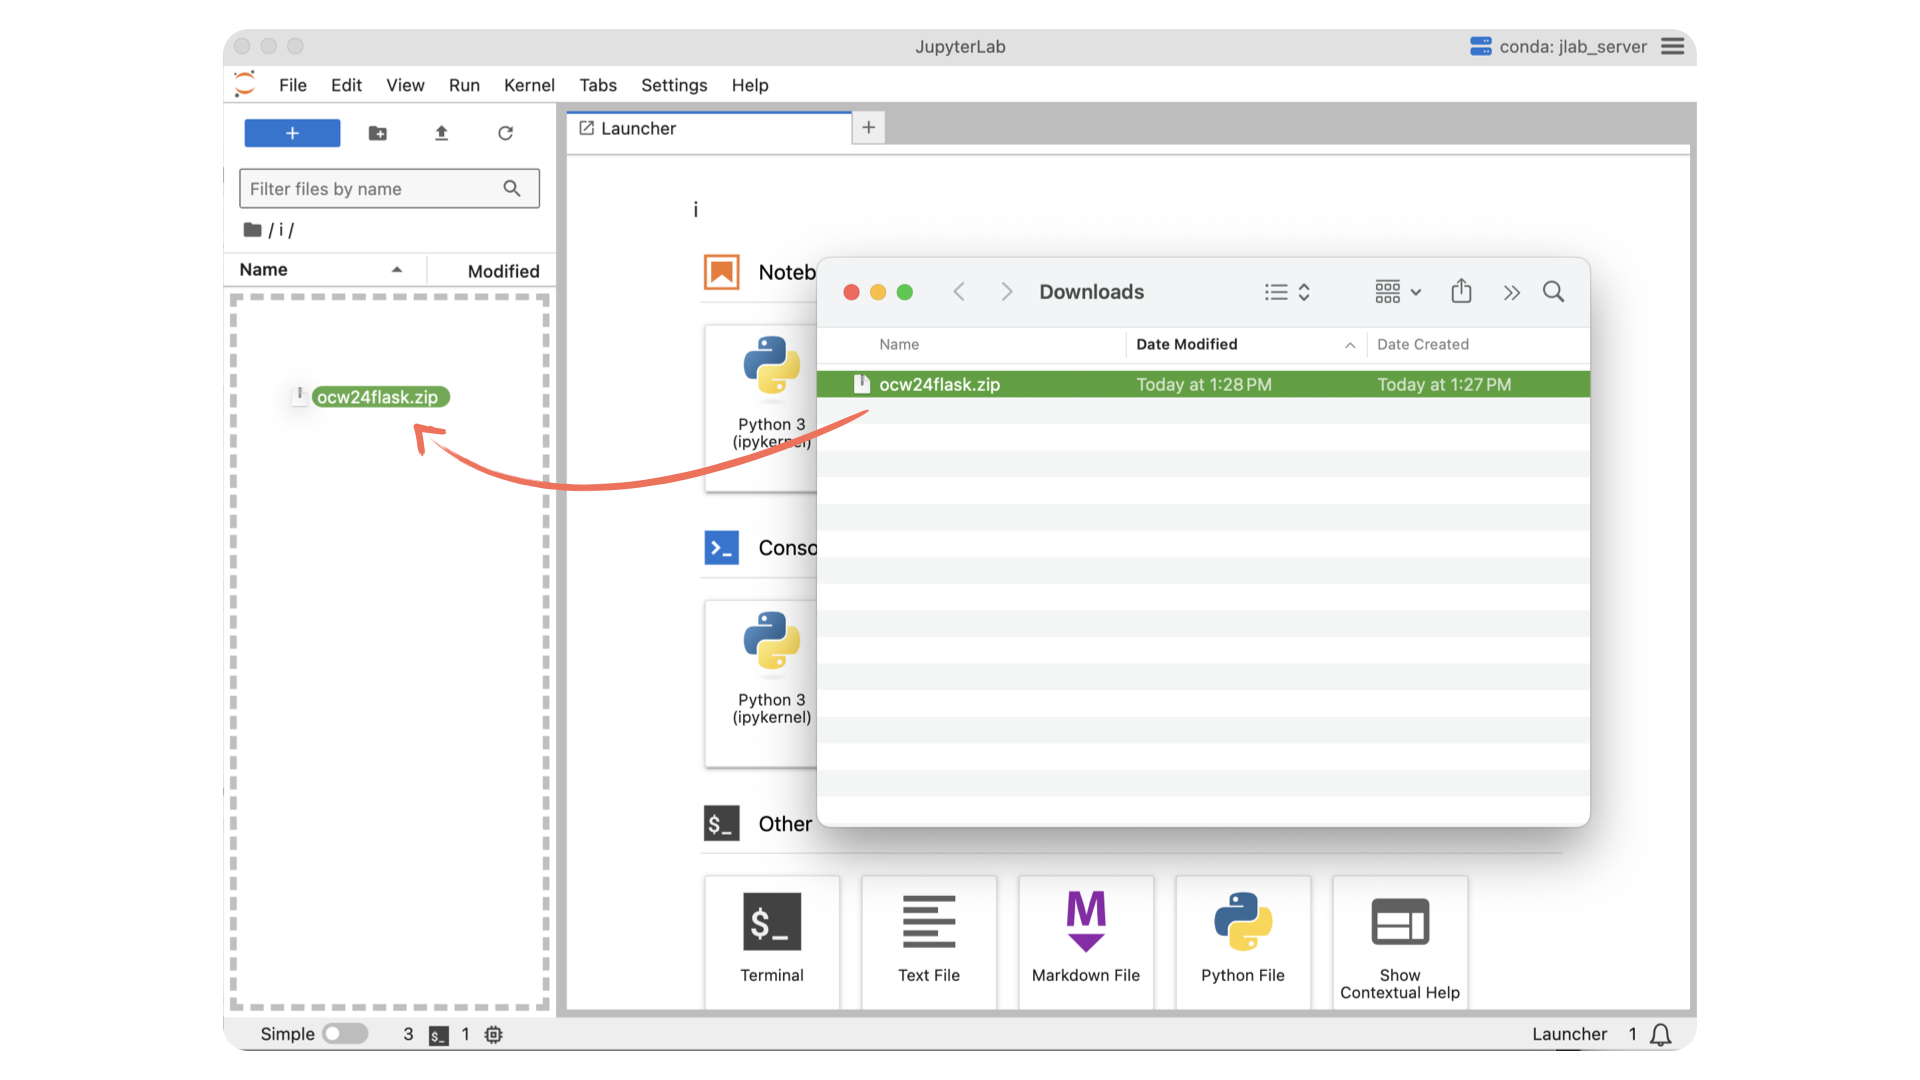 JupyterLab
conda: jlab_server
File Edit View Run Kernel Tabs Settings Help
+
Launcher
+
Filter files by name
/ i /
Name
Modified
ocw24flask.zip
i
Noteb
Python 3
(ipykernel)
Conso
Python 3
(ipykernel)
Other
$_ 
Terminal
Text File
M
Markdown File
Python File
Show
Contextual Help
Downloads
Name Date Modified Date Created
ocw24flask.zip Today at 1:28 PM Today at 1:27 PM
Simple 3 $_ 1
Launcher 1